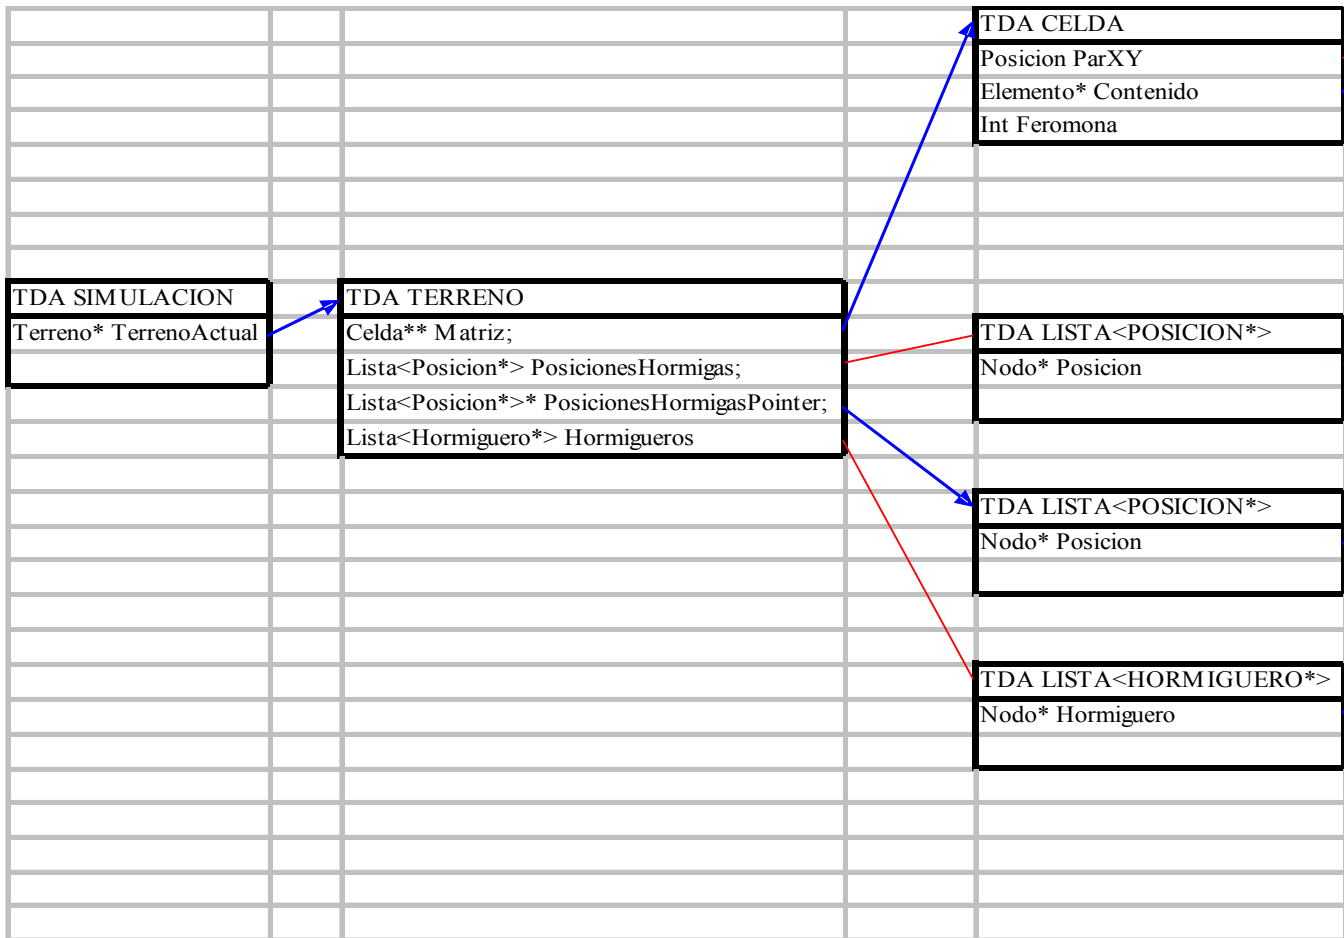 TDA CELDA
Posicion ParXY
Elemento* Contenido
Int Feromona
TDA SIMULACION
Terreno* TerrenoActual
TDA TERRENO
Celda** Matriz;
Lista<Posicion*> PosicionesHormigas;
Lista<Posicion*>* PosicionesHormigasPointer;
Lista<Hormiguero*> Hormigueros
TDA LISTA<POSICION*>
Nodo* Posicion
TDA LISTA<POSICION*>
Nodo* Posicion
TDA LISTA<HORMIGUERO*>
Nodo* Hormiguero